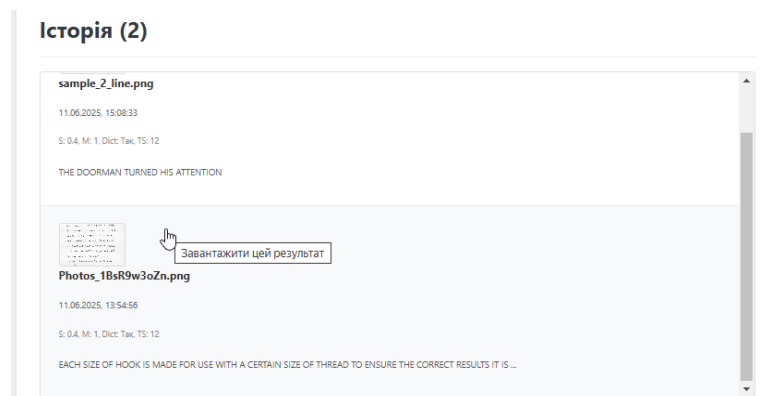 Історія (2)
sample_2_line.png
11.06.2025, 15:08:33
S: 0.4, M: 1, Dict: Так, TS: 12
THE DOORMAN TURNED HIS ATTENTION
Завантажити цей результат
Photos_1BsR9w3oZn.png
11.06.2025, 13:54:56
S: 0.4, M: 1, Dict: Так, TS: 12
EACH SIZE OF HOOK IS MADE FOR USE WITH A CERTAIN SIZE OF THREAD TO ENSURE THE CORRECT RESULTS IT IS ...